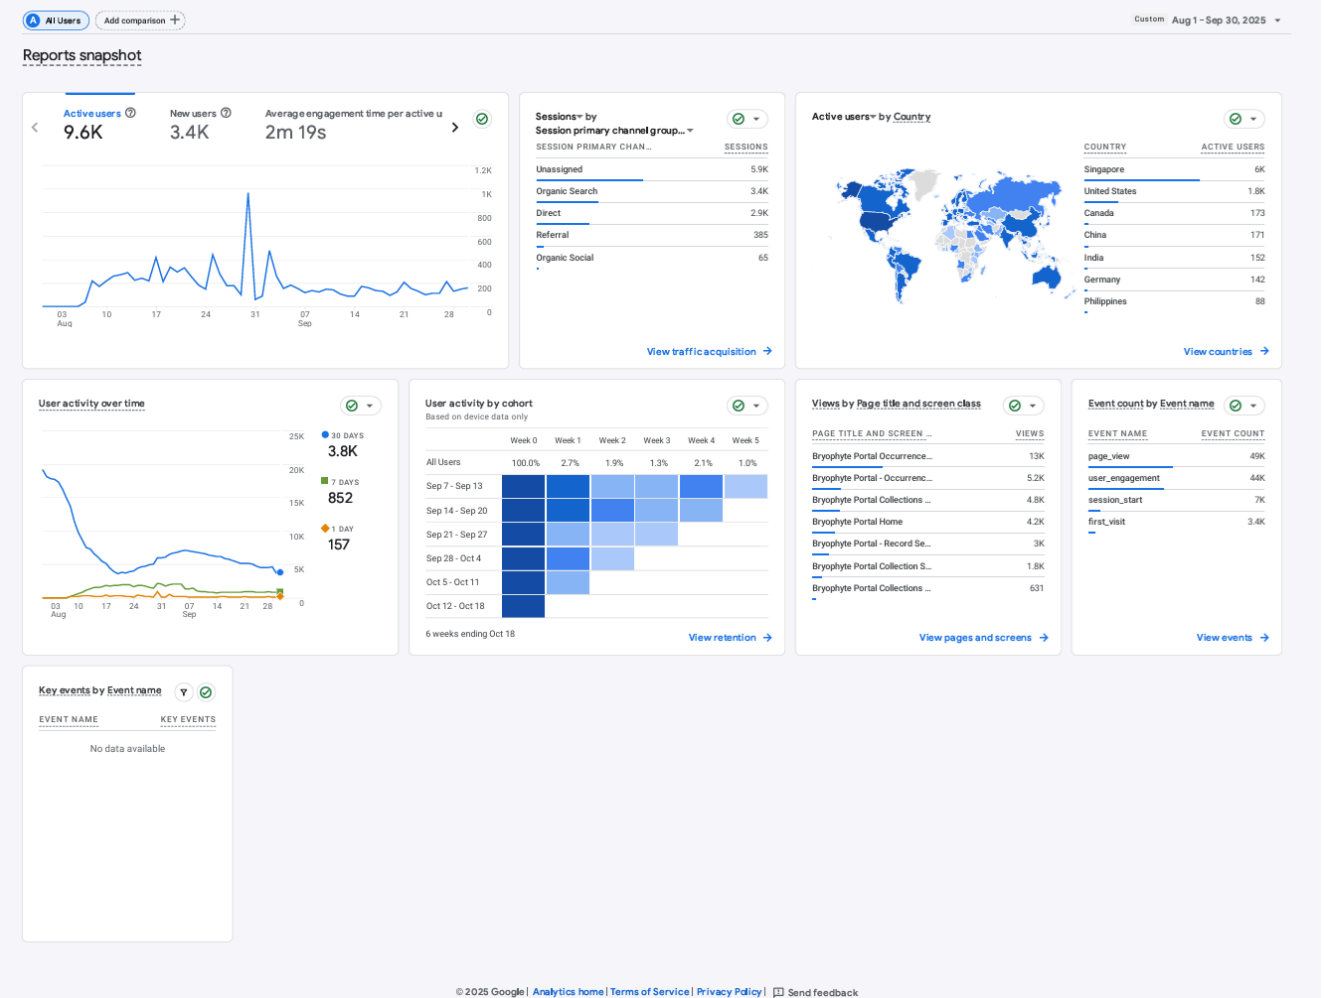 A All Users Add comparison + Custom Aug 1 - Sep 30, 2025
Reports snapshot
Active users New users Average engagement time per active u
9.6K 3.4K 2m 19s
1.2K
1K
800
600
400
200
0
03 10 17 24 31 07 14 21 28
Aug Sep
Sessions by
Session primary channel group...
SESSION PRIMARY CHAN... SESSIONS
Unassigned 5.9K
Organic Search 3.4K
Direct 2.9K
Referral 385
Organic Social 65
View traffic acquisition
Active users by Country
COUNTRY ACTIVE USERS
Singapore 6K
United States 1.8K
Canada 173
China 171
India 152
Germany 142
Philippines 88
View countries
User activity over time
25K
20K
15K
10K
5K
0
03 10 17 24 31 07 14 21 28
Aug Sep
30 DAYS
3.8K
7 DAYS
852
1 DAY
157
User activity by cohort
Based on device data only
Week 0 Week 1 Week 2 Week 3 Week 4 Week 5
All Users 100.0% 2.7% 1.9% 1.3% 2.1% 1.0%
Sep 7 - Sep 13
Sep 14 - Sep 20
Sep 21 - Sep 27
Sep 28 - Oct 4
Oct 5 - Oct 11
Oct 12 - Oct 18
6 weeks ending Oct 18
View retention
Views by Page title and screen class
PAGE TITLE AND SCREEN ... VIEWS
Bryophyte Portal Occurrence... 13K
Bryophyte Portal - Occurrenc... 5.2K
Bryophyte Portal Collections ... 4.8K
Bryophyte Portal Home 4.2K
Bryophyte Portal - Record Se... 3K
Bryophyte Portal Collection S... 1.8K
Bryophyte Portal Collections ... 631
View pages and screens
Event count by Event name
EVENT NAME EVENT COUNT
page_view 49K
user_engagement 44K
session_start 7K
first_visit 3.4K
View events
Key events by Event name
EVENT NAME KEY EVENTS
No data available
© 2025 Google | Analytics home | Terms of Service | Privacy Policy | Send feedback